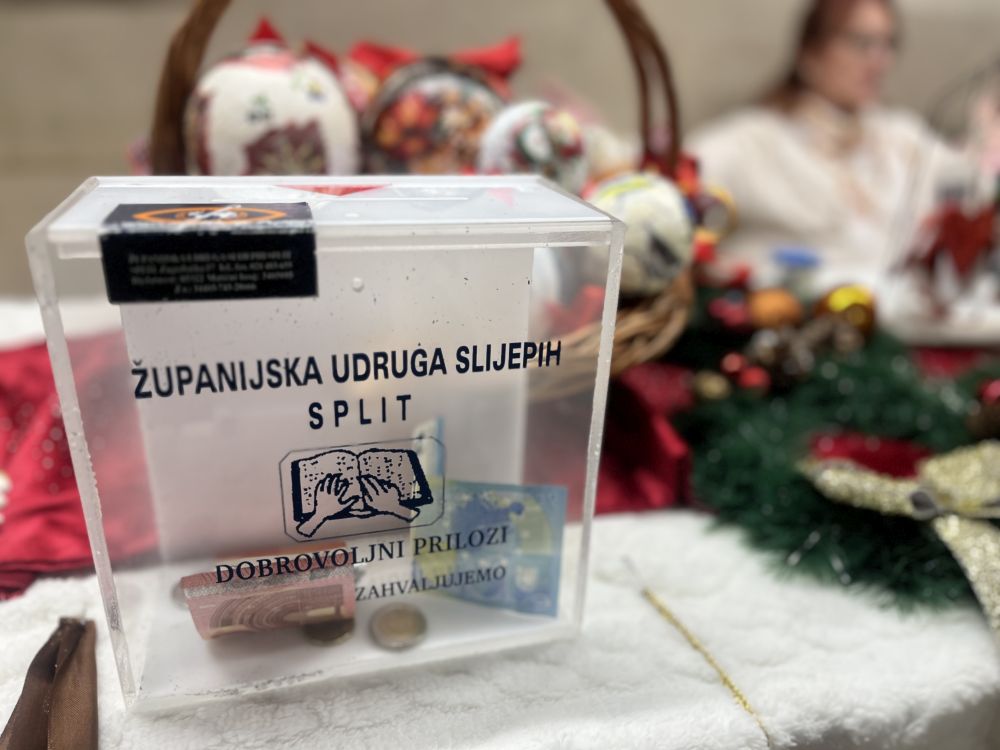 ŽUPANIJSKA UDRUGA SLIJEPIH
SPLIT
DOBROVOLJNI PRILOZI
ZAHVALJUJEMO